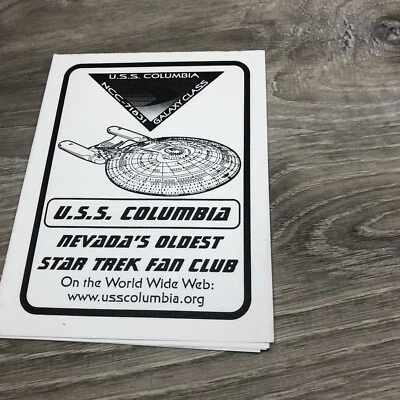 U.S.S. COLUMBIA
NCC-71031
GALAXY CLASS
U.S.S. COLUMBIA
NEVADA'S OLDEST
STAR TREK FAN CLUB
On the World Wide Web:
www.usscolumbia.org